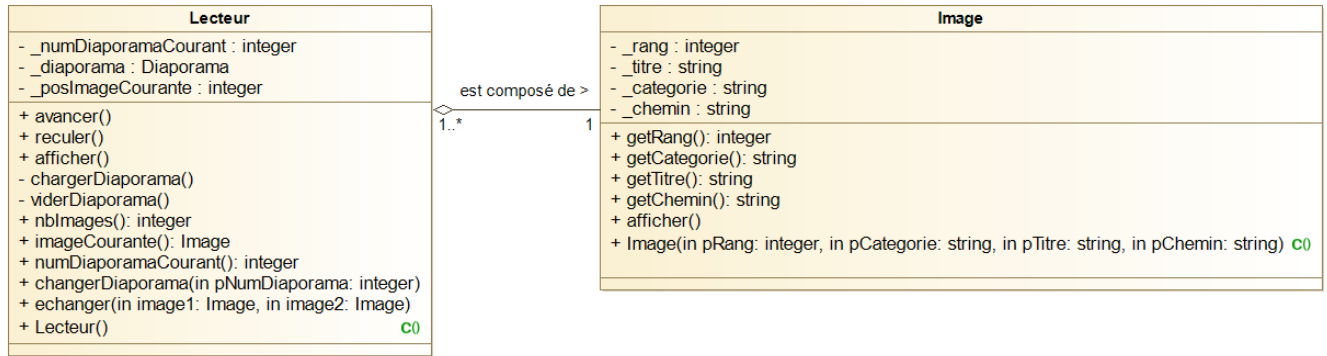 Lecteur
- _numDiaporamaCourant : integer
- _diaporama : Diaporama
- _posImageCourante : integer
+ avancer()
+ reculer()
+ afficher()
- chargerDiaporama()
- viderDiaporama()
+ nbImages(): integer
+ imageCourante(): Image
+ numDiaporamaCourant(): integer
+ changerDiaporama(in pNumDiaporama: integer)
+ echanger(in image1: Image, in image2: Image)
+ Lecteur() C()
est composé de >
1..* 1
Image
- _rang : integer
- _titre : string
- _categorie : string
- _chemin : string
+ getRang(): integer
+ getCategorie(): string
+ getTitre(): string
+ getChemin(): string
+ afficher()
+ Image(in pRang: integer, in pCategorie: string, in pTitre: string, in pChemin: string) C()